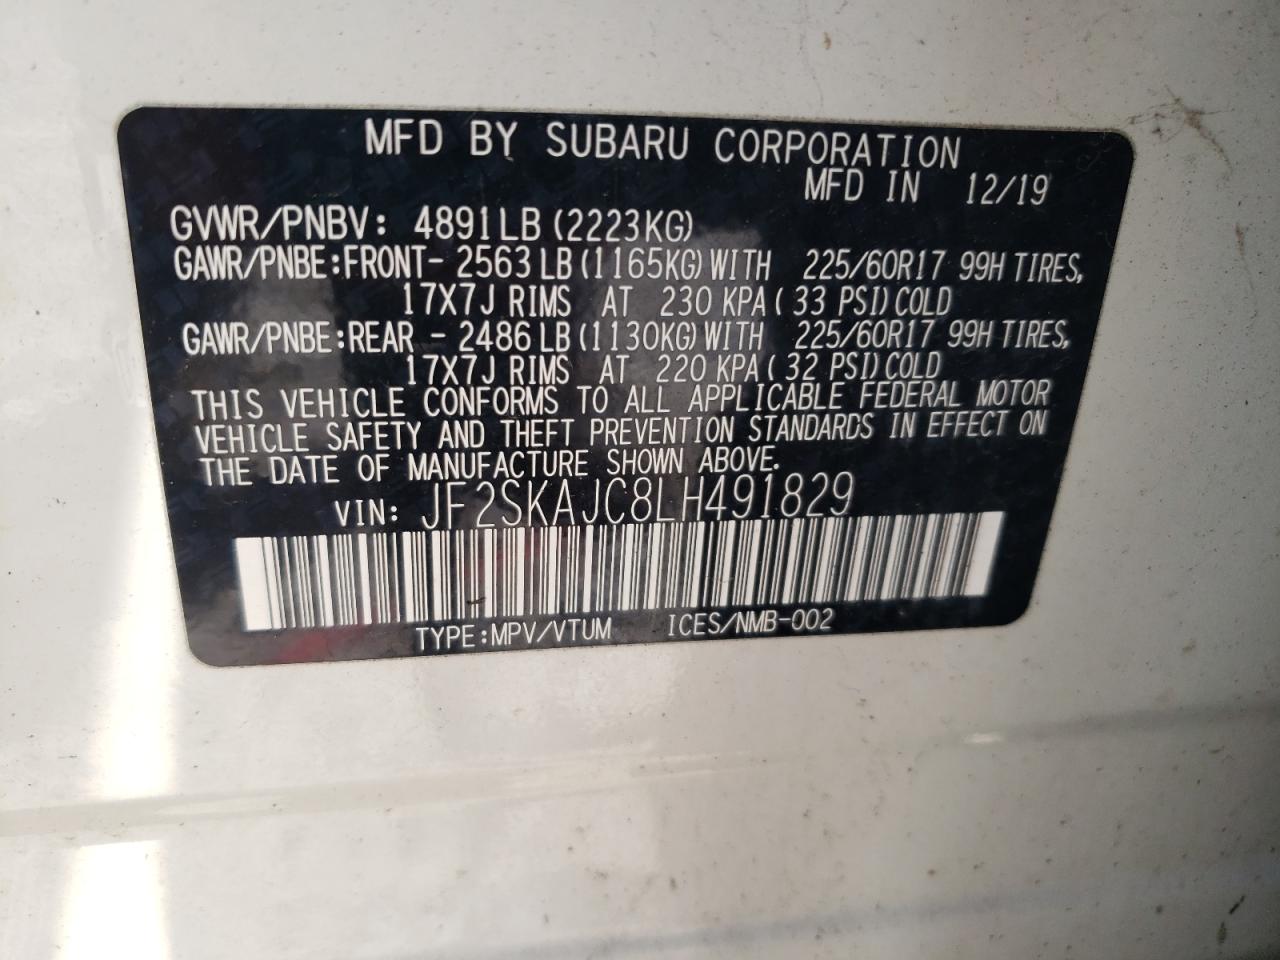 MFD BY SUBARU CORPORATION
MFD IN 12/19
GVWR/PNBV: 4891LB (2223KG)
GAWR/PNBE:FRONT- 2563 LB (1165KG) WITH 225/60R17 99H TIRES,
17X7J RIMS AT 230 KPA ( 33 PSI) COLD
GAWR/PNBE:REAR - 2486 LB (1130KG) WITH 225/60R17 99H TIRES,
17X7J RIMS AT 220 KPA ( 32 PSI) COLD
THIS VEHICLE CONFORMS TO ALL APPLICABLE FEDERAL MOTOR
VEHICLE SAFETY AND THEFT PREVENTION STANDARDS IN EFFECT ON
THE DATE OF MANUFACTURE SHOWN ABOVE.
VIN: JF2SKAJC8LH491829
TYPE:MPV/VTUM ICES/NMB-002